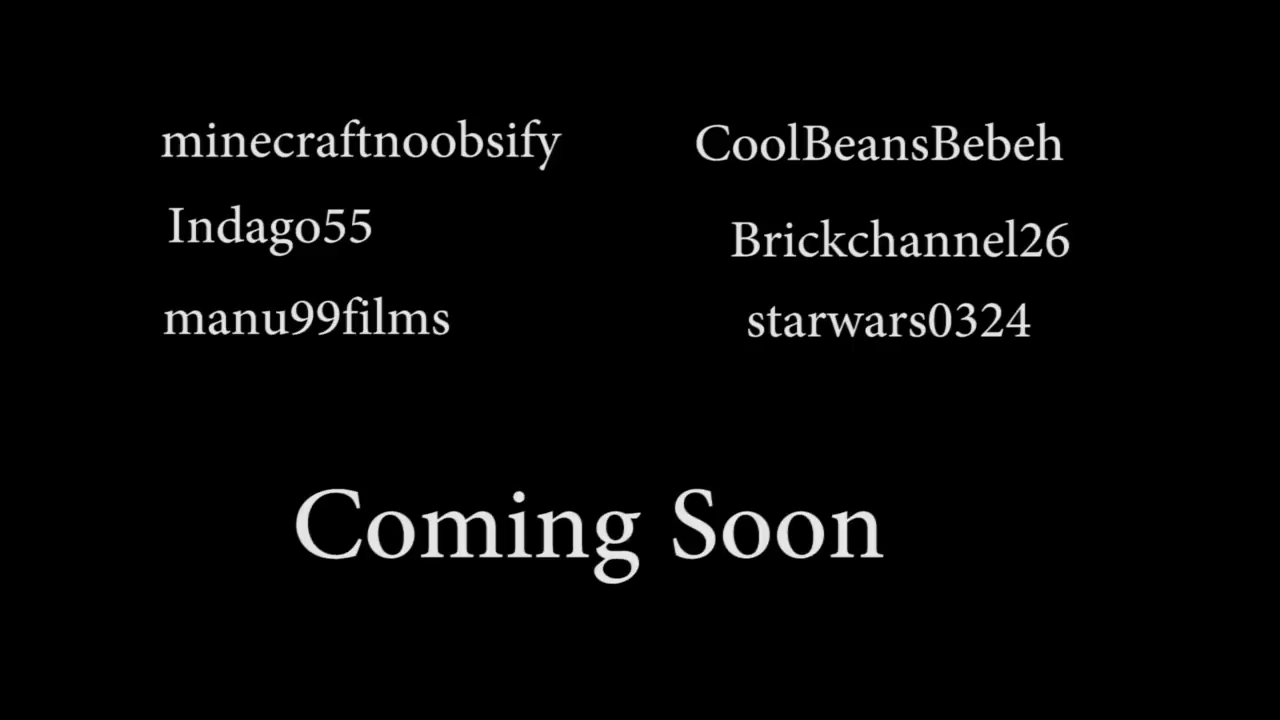 minecraftnoobsify
CoolBeansBebeh
Indago55
Brickchannel26
manu99films
starwars0324
Coming Soon